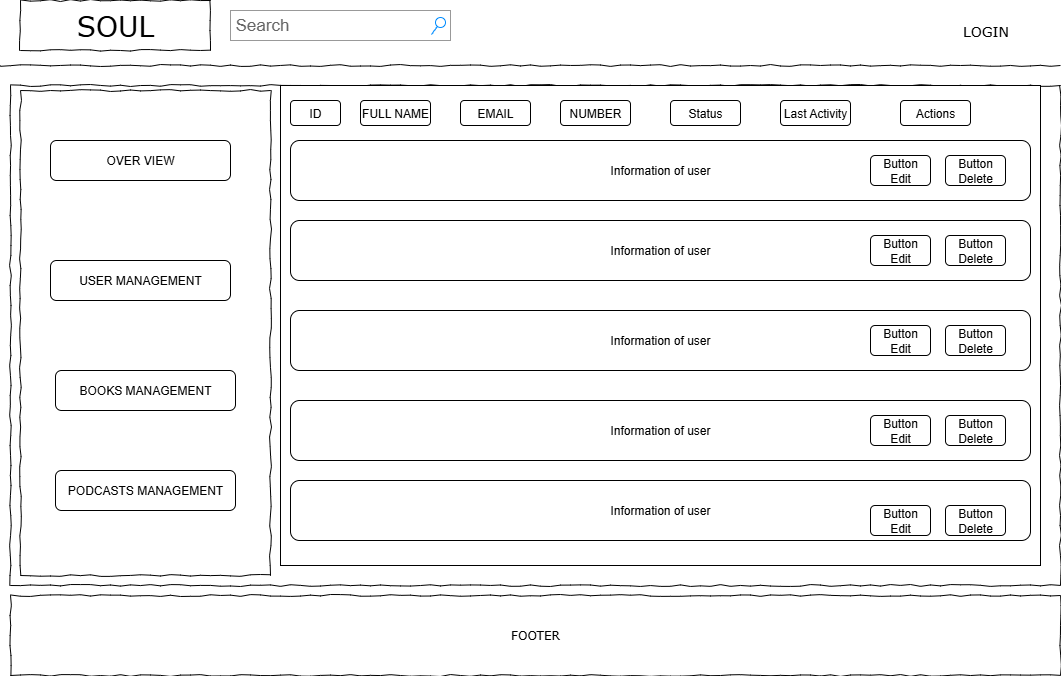 SOUL
Search
LOGIN
ID
FULL NAME
EMAIL
NUMBER
Status
Last Activity
Actions
OVER VIEW
Information of user
Button
Edit
Button
Delete
USER MANAGEMENT
Information of user
Button
Edit
Button
Delete
Information of user
Button
Edit
Button
Delete
BOOKS MANAGEMENT
Information of user
Button
Edit
Button
Delete
PODCASTS MANAGEMENT
Information of user
Button
Edit
Button
Delete
FOOTER